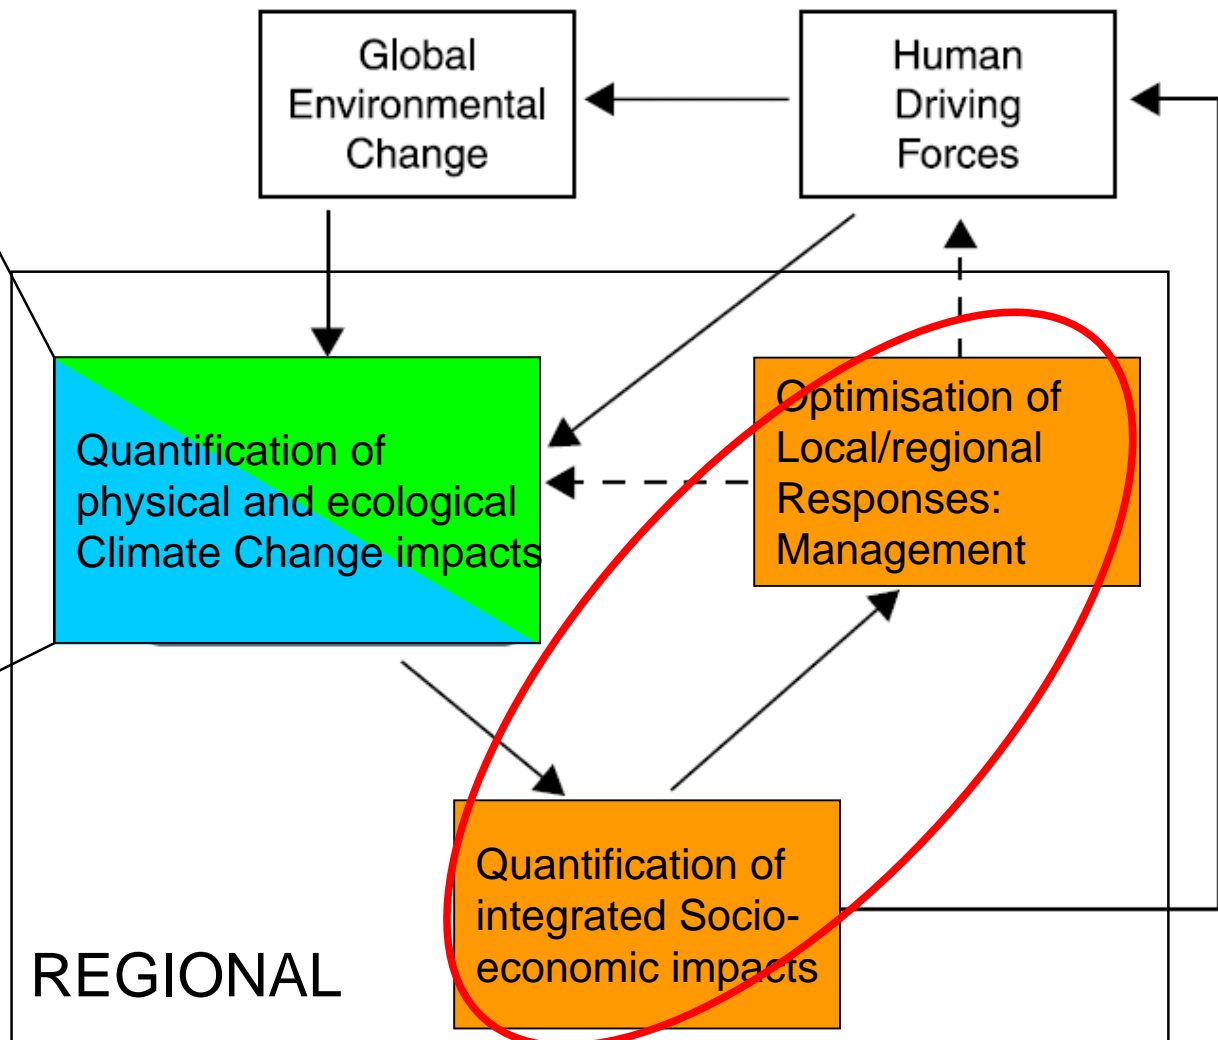 Global
Environmental
Change
Human
Driving
Forces
Quantification of
physical and ecological
Climate Change impacts
Optimisation of
Local/regional
Responses:
Management
Quantification of
integrated Socio-
economic impacts
REGIONAL